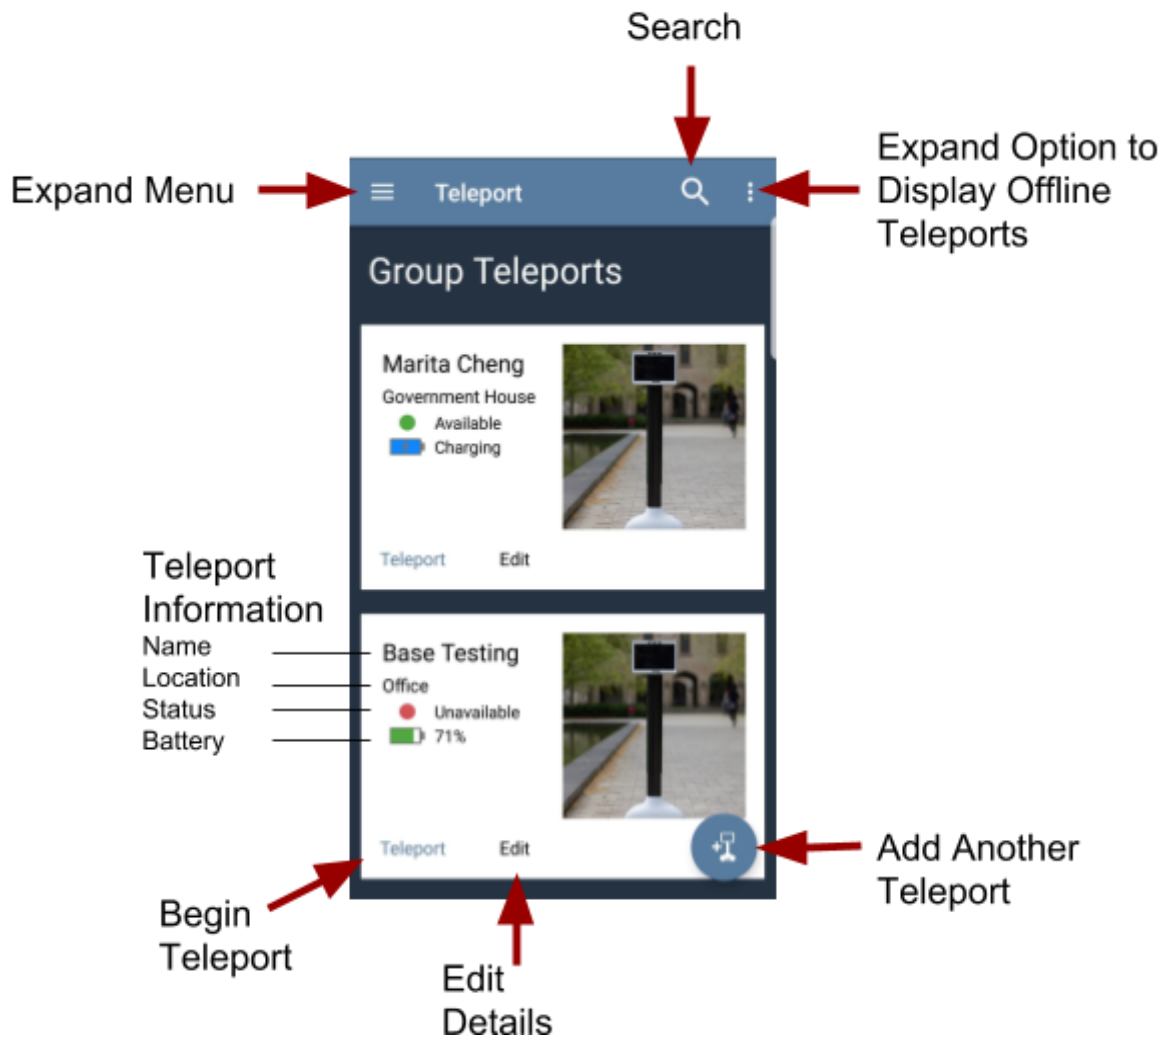 Search
Expand Menu
Expand Option to
Display Offline
Teleports
Teleport
Group Teleports
Marita Cheng
Government House
Available
Charging
Teleport Edit
Teleport
Information
Name
Location
Status
Battery
Base Testing
Office
Unavailable
71%
Teleport Edit
Add Another
Teleport
Begin
Teleport
Edit
Details